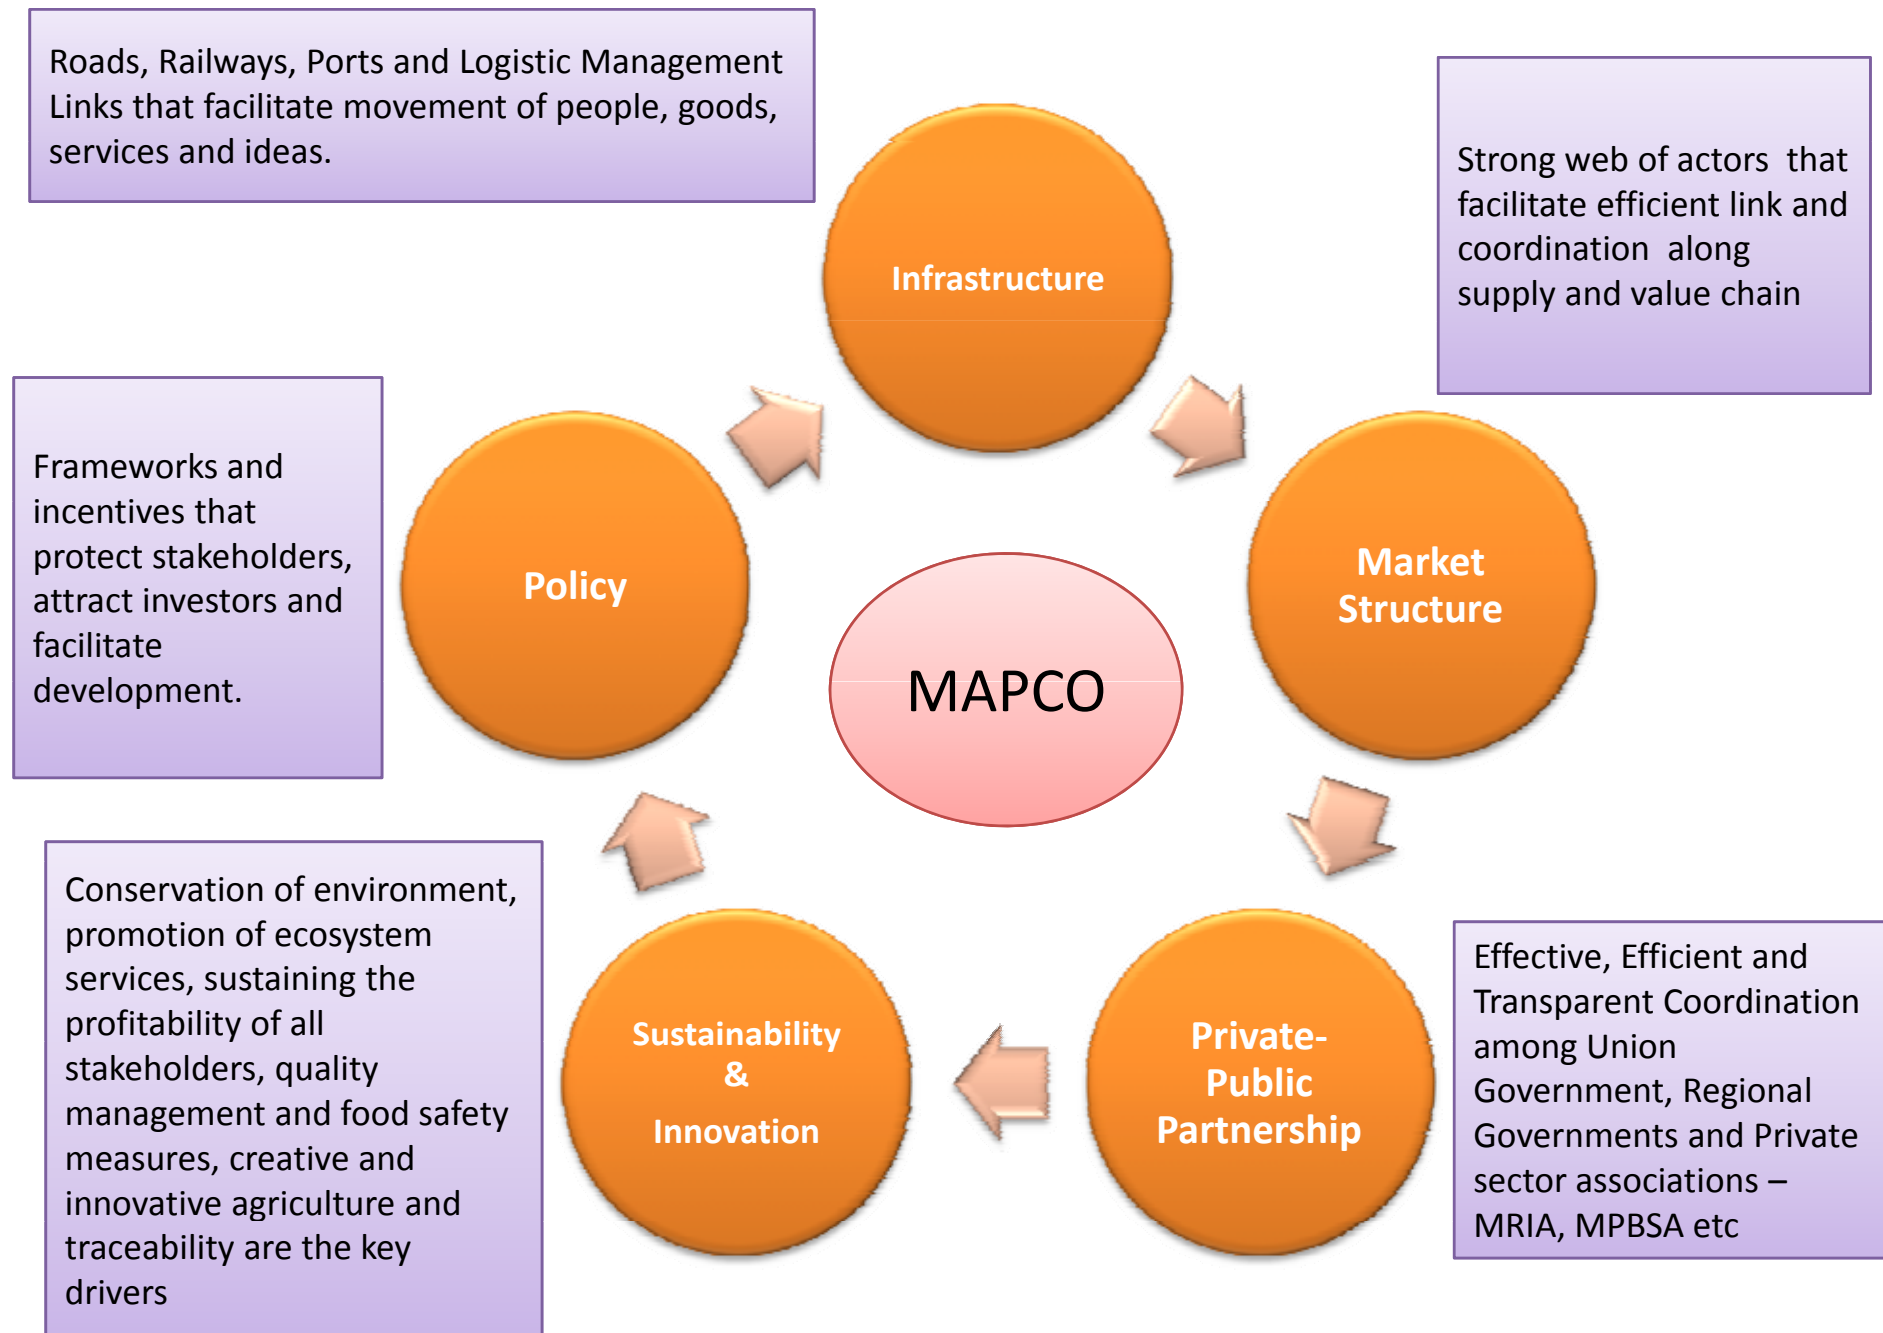 Roads, Railways, Ports and Logistic Management
Links that facilitate movement of people, goods,
services and ideas.
Strong web of actors that
facilitate efficient link and
coordination along
supply and value chain
Infrastructure
Frameworks and
incentives that
protect stakeholders,
attract investors and
facilitate
development.
Policy
Market
Structure
MAPCO
Conservation of environment,
promotion of ecosystem
services, sustaining the
profitability of all
stakeholders, quality
management and food safety
measures, creative and
innovative agriculture and
traceability are the key
drivers
Sustainability
&
Innovation
Private-
Public
Partnership
Effective, Efficient and
Transparent Coordination
among Union
Government, Regional
Governments and Private
sector associations –
MRIA, MPBSA etc